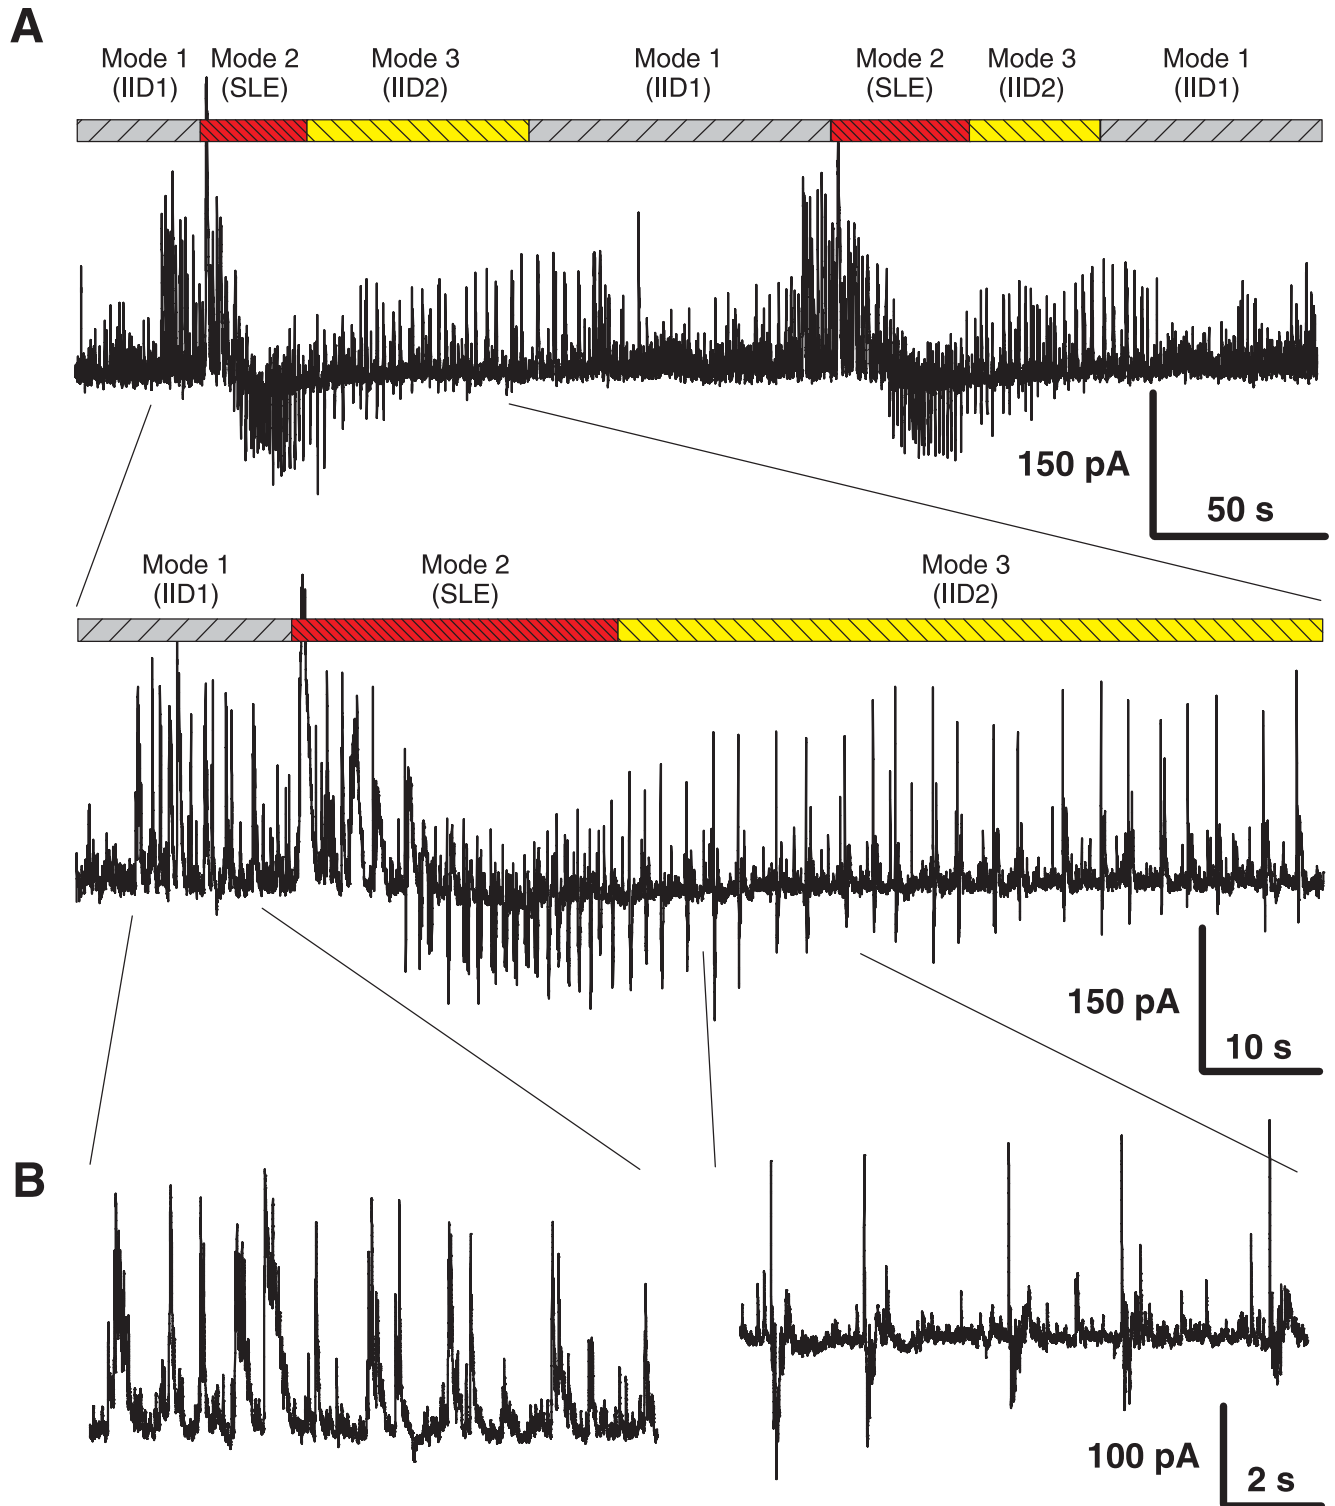 A
Mode 1 Mode 2 Mode 3 Mode 1 Mode 2 Mode 3 Mode 1
(IID1) (SLE) (IID2) (IID1) (SLE) (IID2) (IID1)
150 pA
50 s
Mode 1 Mode 2 Mode 3
(IID1) (SLE) (IID2)
150 pA
10 s
B
100 pA
2 s